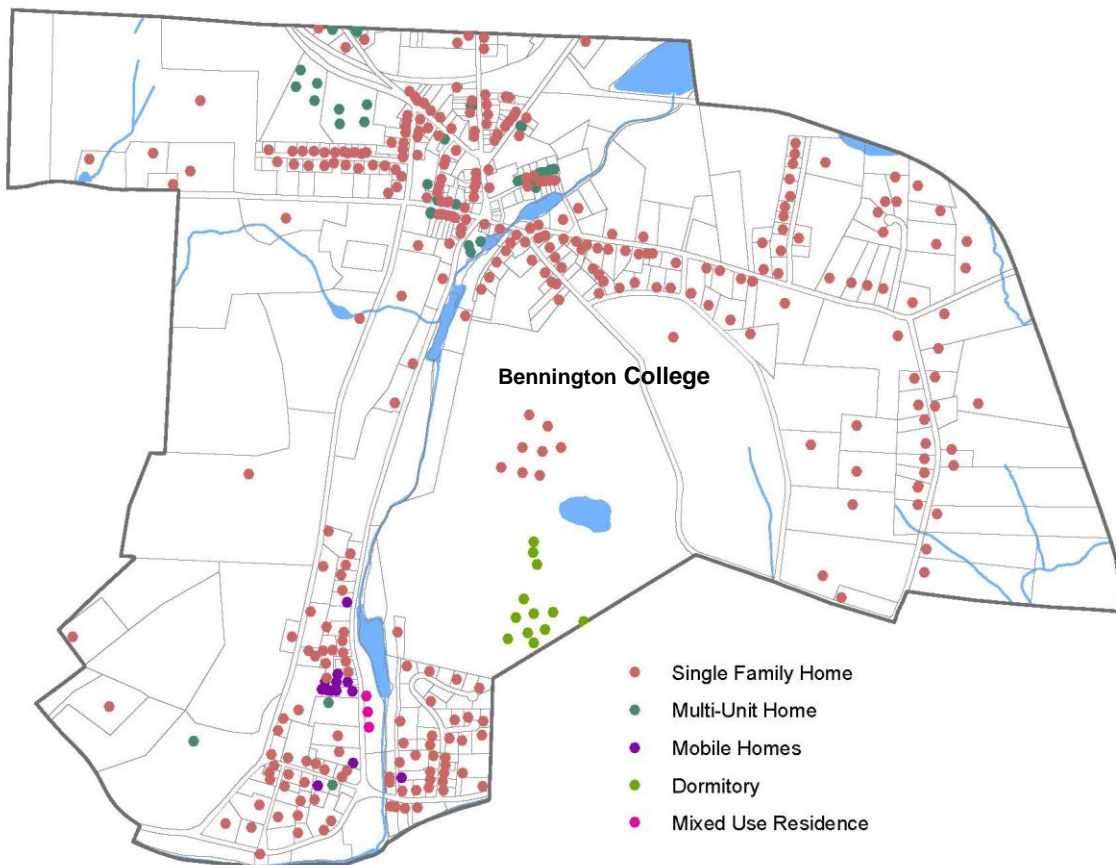 Bennington College
Single Family Home
Multi-Unit Home
Mobile Homes
Dormitory
Mixed Use Residence